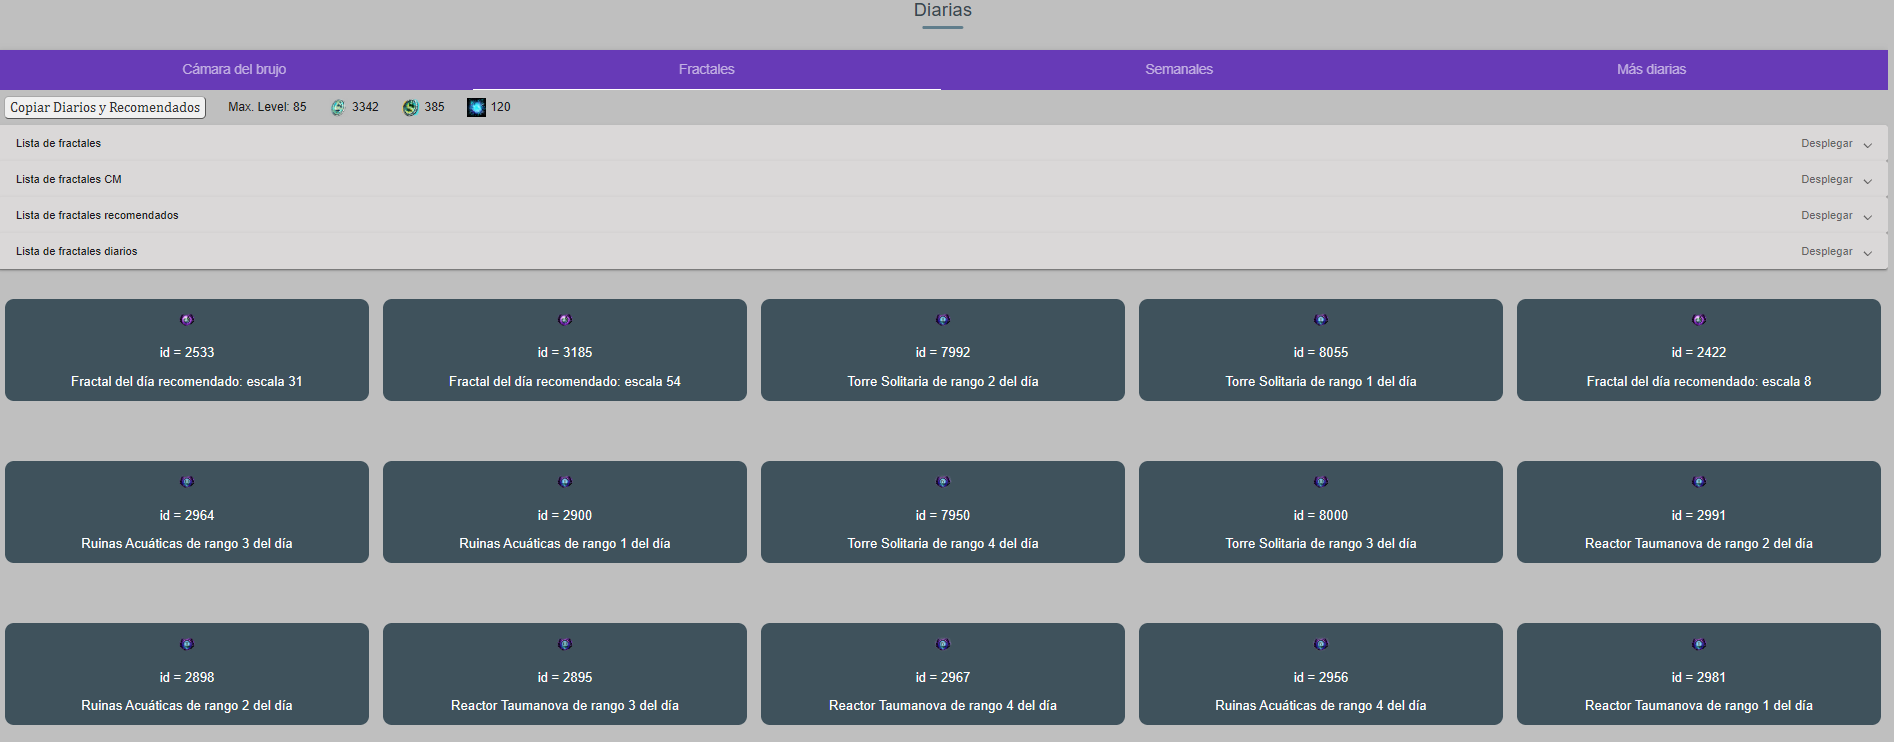 Diarias
Cámara del brujo
Fractales
Semanales
Más diarias
Copiar Diarios y Recomendados
Max. Level: 85
3342
385
120
Lista de fractales
Desplegar
Lista de fractales CM
Desplegar
Lista de fractales recomendados
Desplegar
Lista de fractales diarios
Desplegar
id = 2533
Fractal del día recomendado: escala 31
id = 3185
Fractal del día recomendado: escala 54
id = 7992
Torre Solitaria de rango 2 del día
id = 8055
Torre Solitaria de rango 1 del día
id = 2422
Fractal del día recomendado: escala 8
id = 2964
Ruinas Acuáticas de rango 3 del día
id = 2900
Ruinas Acuáticas de rango 1 del día
id = 7950
Torre Solitaria de rango 4 del día
id = 8000
Torre Solitaria de rango 3 del día
id = 2991
Reactor Taumanova de rango 2 del día
id = 2898
Ruinas Acuáticas de rango 2 del día
id = 2895
Reactor Taumanova de rango 3 del día
id = 2967
Reactor Taumanova de rango 4 del día
id = 2956
Ruinas Acuáticas de rango 4 del día
id = 2981
Reactor Taumanova de rango 1 del día